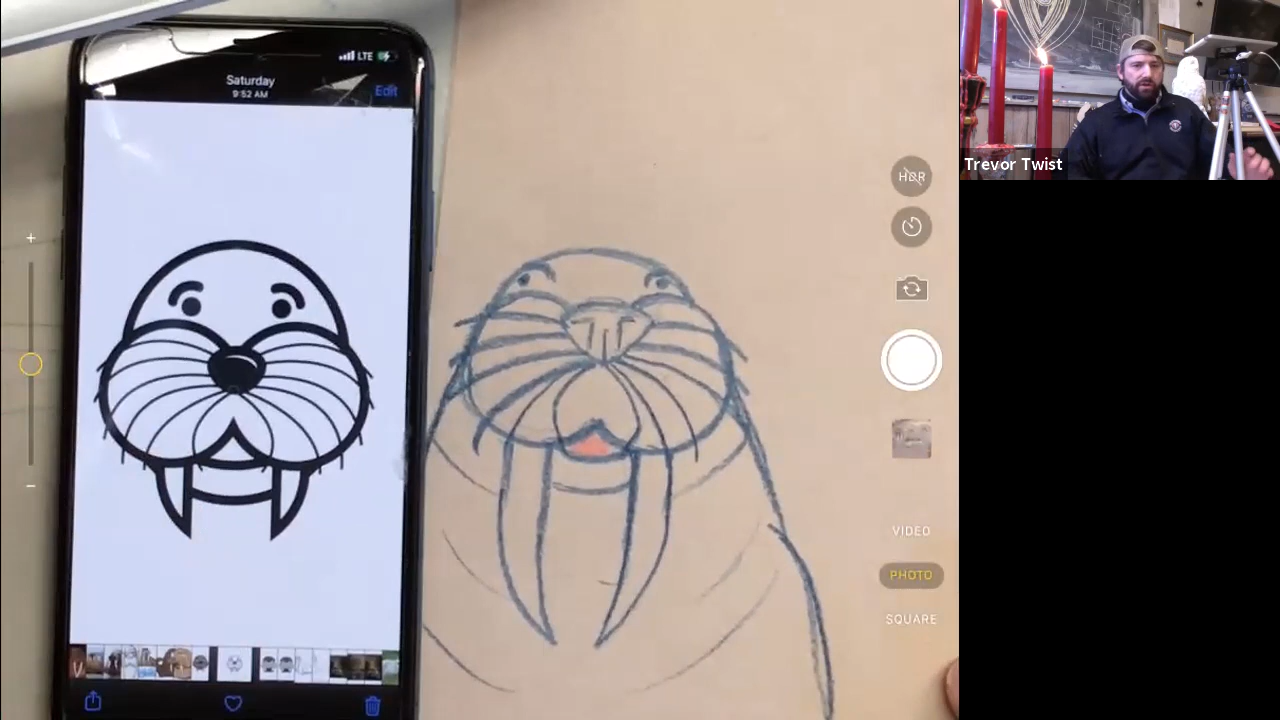 LTE
Saturday
9:52 AM
Edit
HDR
VIDEO
PHOTO
SQUARE
Trevor Twist